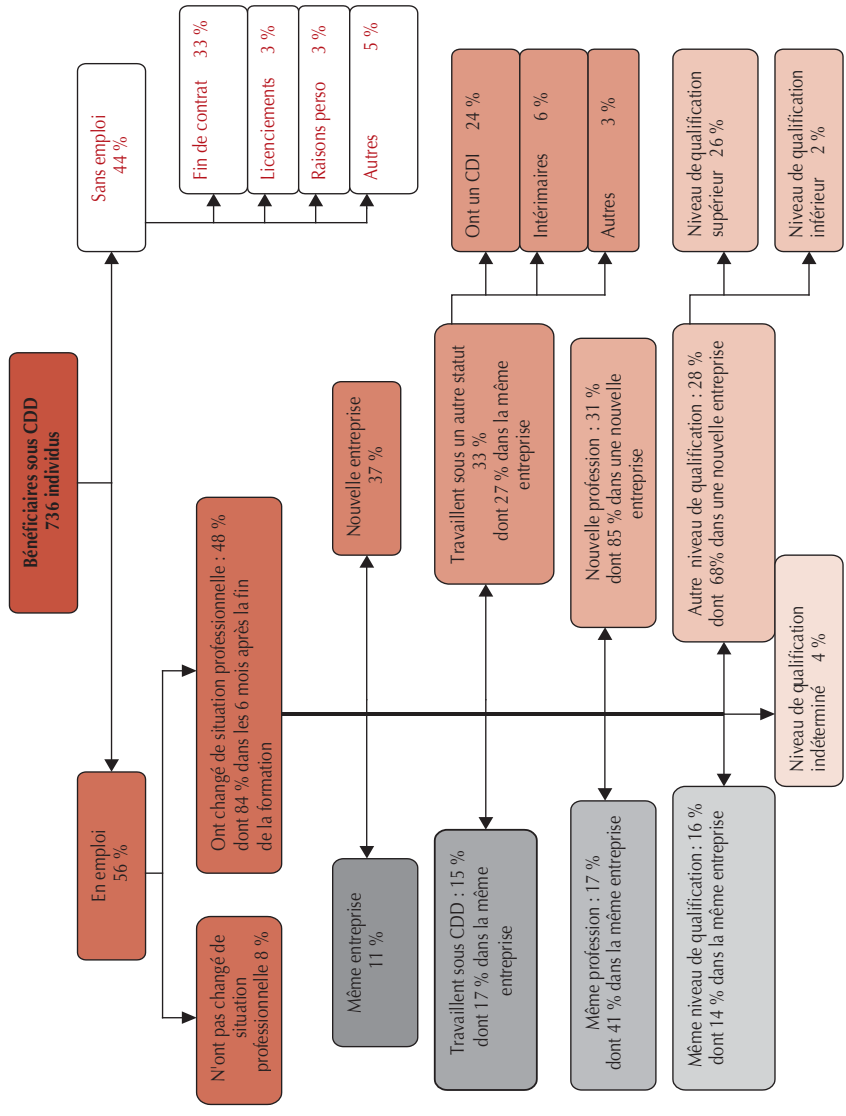 Bénéficiaires sous CDD
736 individus
En emploi
56 %
Sans emploi
44 %
Fin de contrat 33 %
Licenciements 3 %
Raisons perso 3 %
Autres 5 %
N'ont pas changé de
situation
professionnelle 8 %
Ont changé de situation professionnelle : 48 %
dont 84 % dans les 6 mois après la fin
de la formation
Même entreprise
11 %
Nouvelle entreprise
37 %
Travaillent sous CDD : 15 %
dont 17 % dans la même
entreprise
Travaillent sous un autre statut
33 %
dont 27 % dans la même
entreprise
Ont un CDI 24 %
Intérimaires 6 %
Autres 3 %
Même profession : 17 %
dont 41 % dans la même entreprise
Nouvelle profession : 31 %
dont 85 % dans une nouvelle
entreprise
Même niveau de qualification : 16 %
dont 14 % dans la même entreprise
Autre niveau de qualification : 28 %
dont 68% dans une nouvelle entreprise
Niveau de qualification
supérieur 26 %
Niveau de qualification
inférieur 2 %
Niveau de qualification
indéterminé 4 %